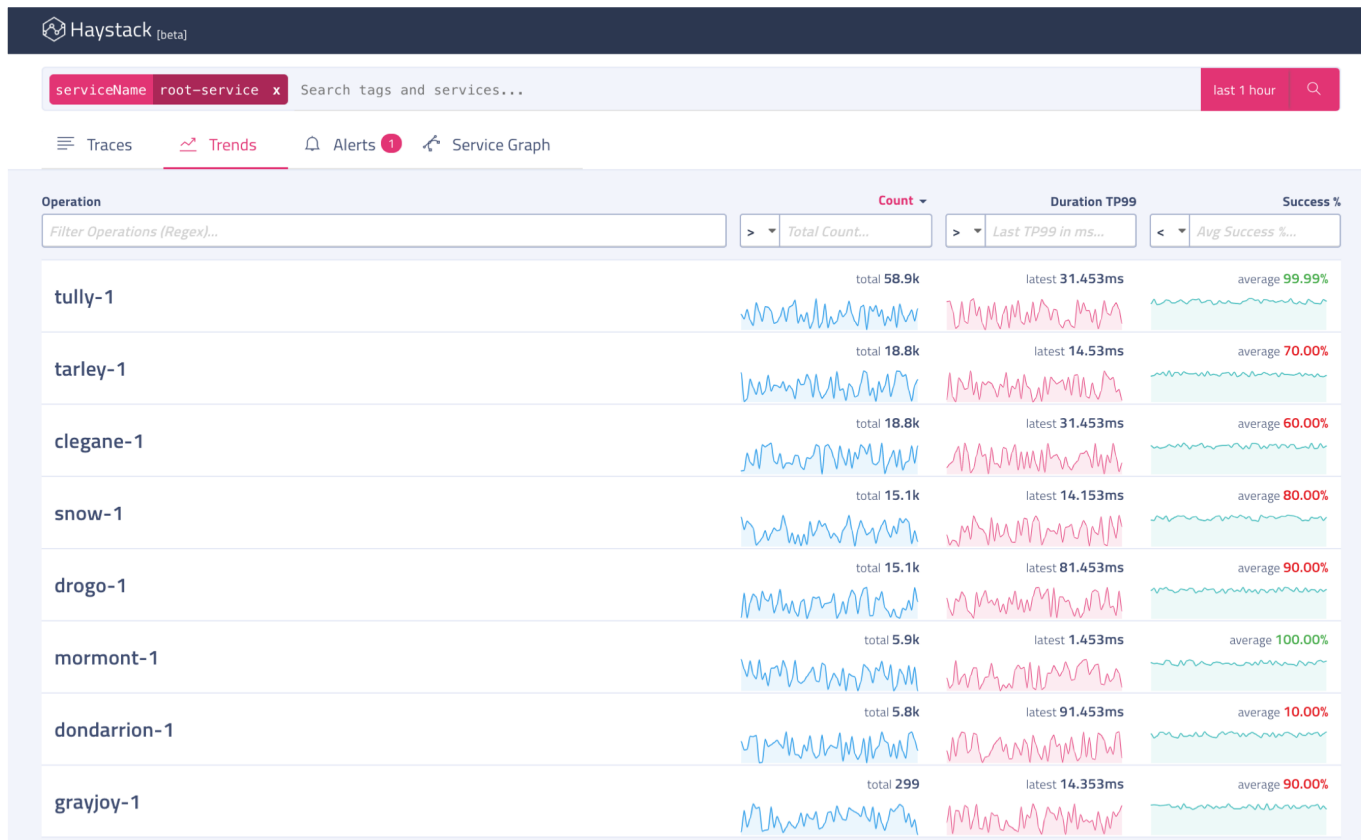 Haystack [beta]
serviceName root-service x Search tags and services... last 1 hour
Traces Trends Alerts 1 Service Graph
Operation Count Duration TP99 Success %
Filter Operations (Regex)... > Total Count... > Last TP99 in ms... < Avg Success %...
total 58.9k latest 31.453ms average 99.99%
tully-1
total 18.8k latest 14.53ms average 70.00%
tarley-1
total 18.8k latest 31.453ms average 60.00%
clegane-1
total 15.1k latest 14.153ms average 80.00%
snow-1
total 15.1k latest 81.453ms average 90.00%
drogo-1
total 5.9k latest 1.453ms average 100.00%
mormont-1
total 5.8k latest 91.453ms average 10.00%
dondarrion-1
total 299 latest 14.353ms average 90.00%
grayjoy-1